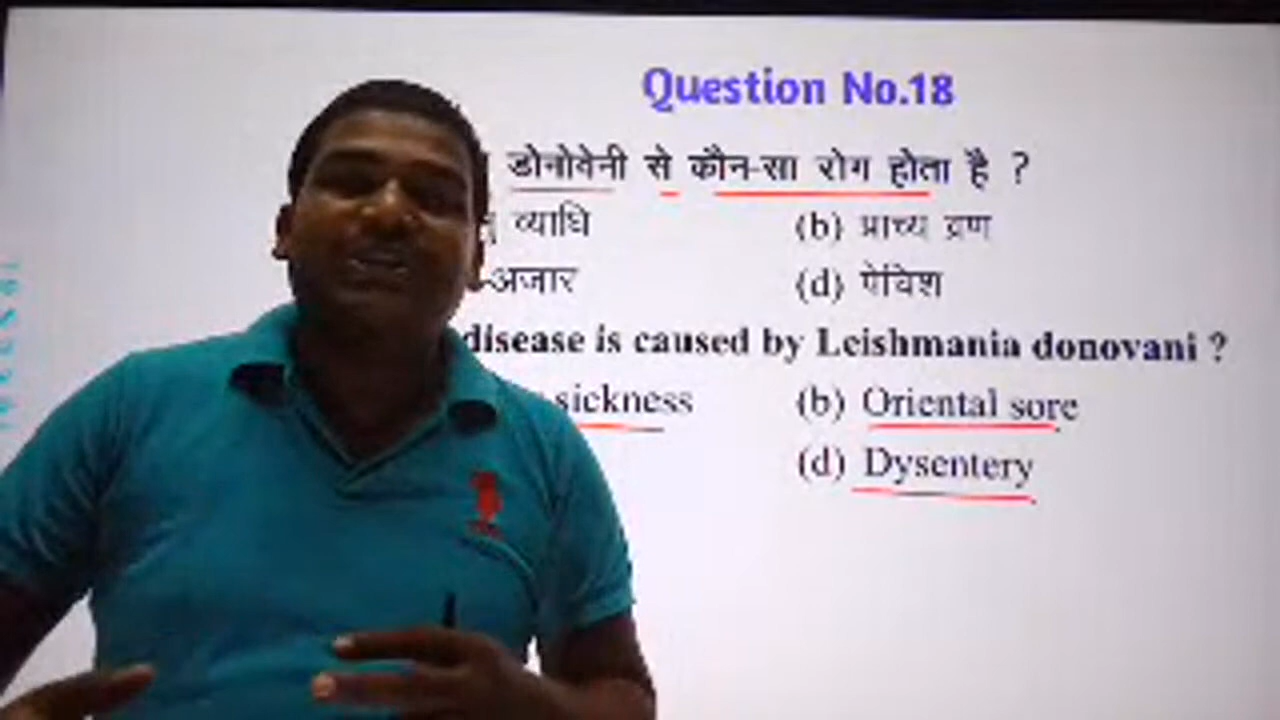 Question No.18
डोनोवेनी से कौन-सा रोग होता है ?
व्याधि (b) प्राच्य व्रण
-अजार (d) पेचिश
disease is caused by Leishmania donovani ?
sickness (b) Oriental sore
(d) Dysentery